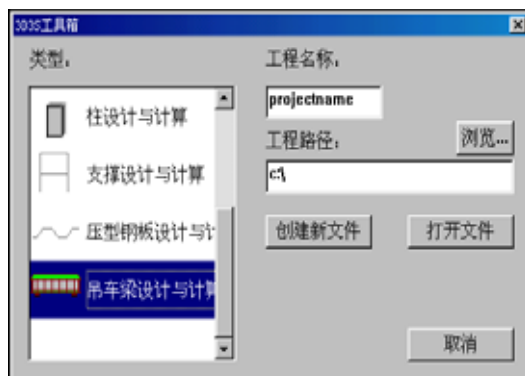 3D3S工具箱
类型：
柱设计与计算
支撑设计与计算
压型钢板设计与计
吊车梁设计与计算
工程名称：
projectname
工程路径：
浏览...
c:\
创建新文件
打开文件
取消